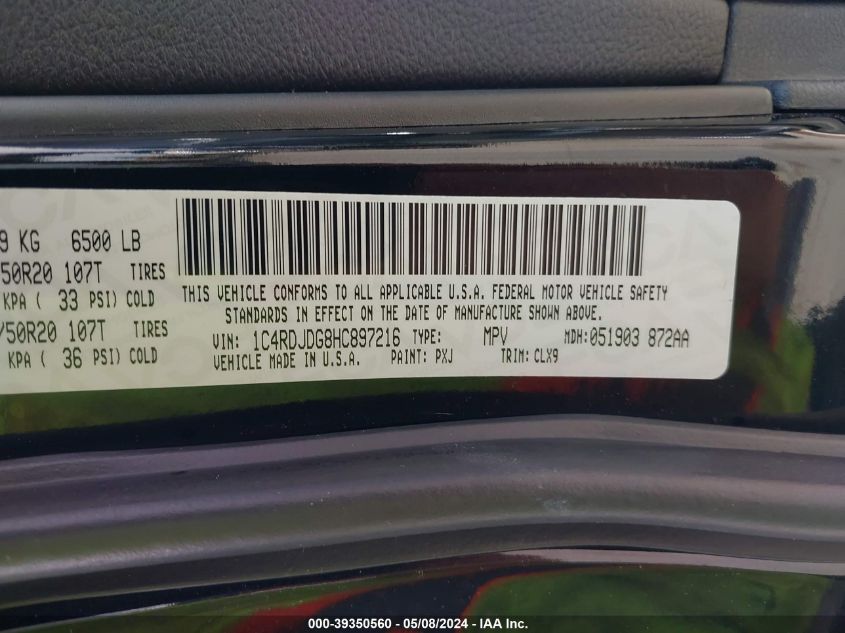 9 KG 6500 LB
50R20 107T TIRES
KPA ( 33 PSI) COLD
/50R20 107T TIRES
KPA ( 36 PSI) COLD
THIS VEHICLE CONFORMS TO ALL APPLICABLE U.S.A. FEDERAL MOTOR VEHICLE SAFETY
STANDARDS IN EFFECT ON THE DATE OF MANUFACTURE SHOWN ABOVE.
VIN: 1C4RDJDG8HC897216 TYPE: MPV MDH:051903 872AA
VEHICLE MADE IN U.S.A. PAINT: PXJ TRIM: CLX9
000-39350560 - 05/08/2024 - IAA Inc.